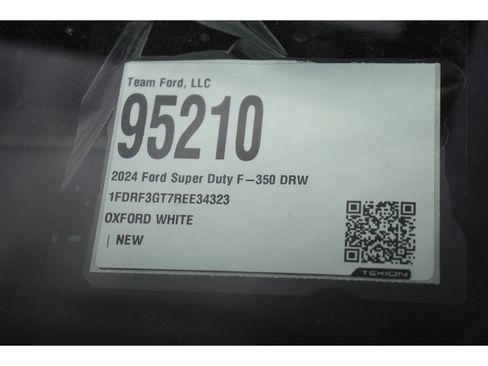 Team Ford, LLC
95210
2024 Ford Super Duty F-350 DRW
1FDRF3GT7REE34323
OXFORD WHITE
| NEW
TEKION